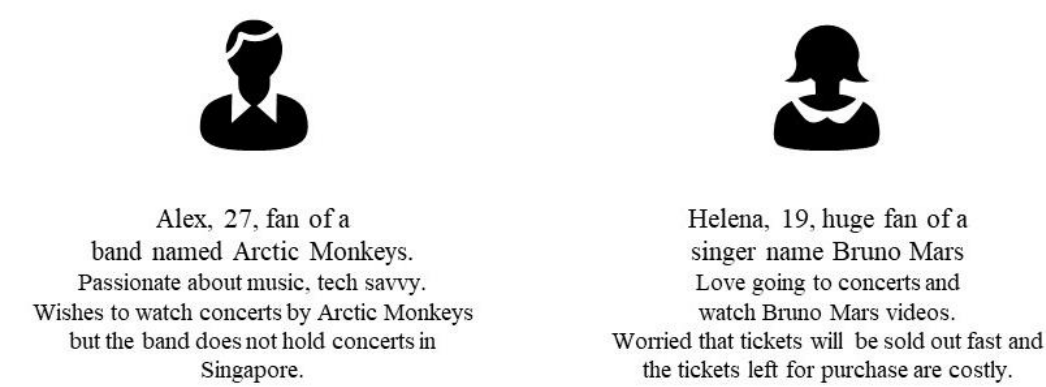 Alex, 27, fan of a
band named Arctic Monkeys.
Passionate about music, tech savvy.
Wishes to watch concerts by Arctic Monkeys
but the band does not hold concerts in
Singapore.
Helena, 19, huge fan of a
singer name Bruno Mars
Love going to concerts and
watch Bruno Mars videos.
Worried that tickets will be sold out fast and
the tickets left for purchase are costly.